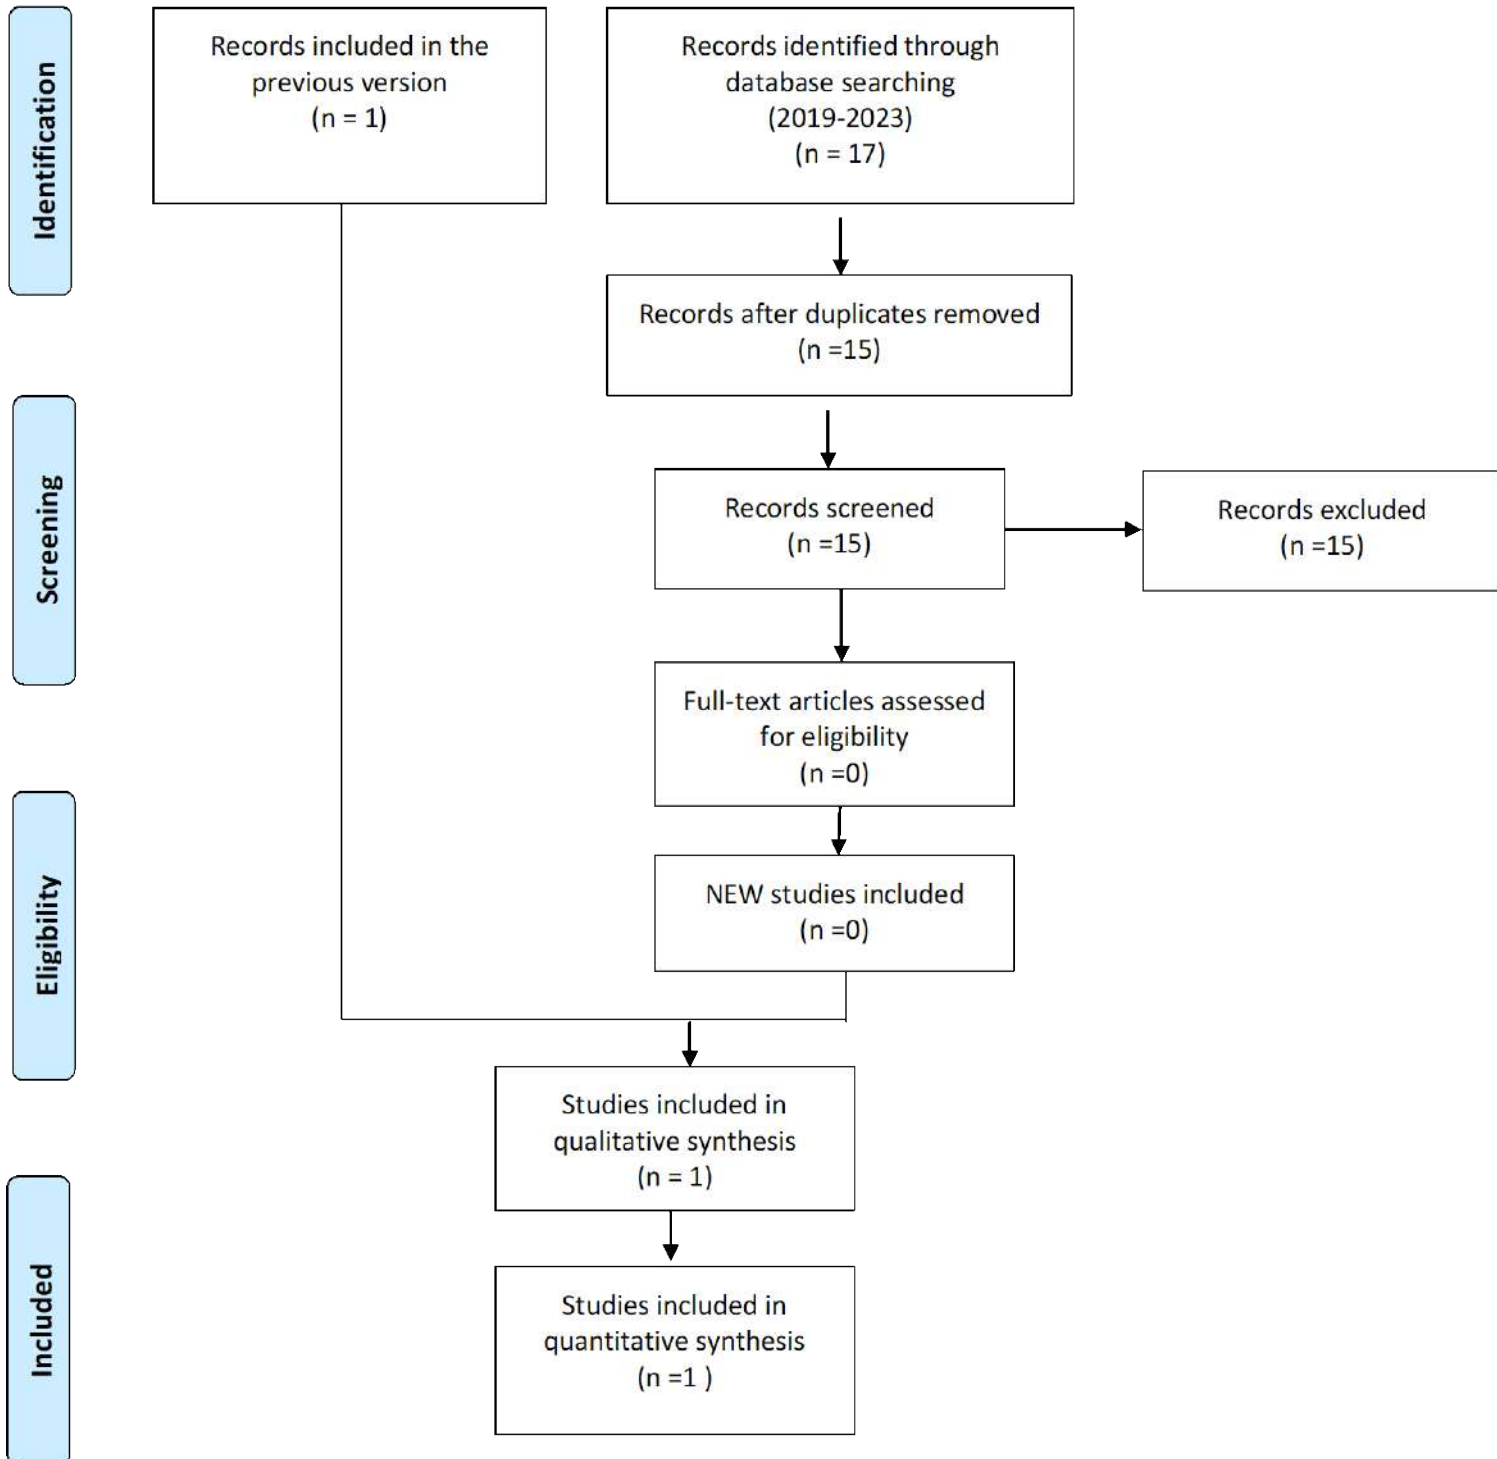 Identification
Records included in the
previous version
(n = 1)
Records identified through
database searching
(2019-2023)
(n = 17)
Records after duplicates removed
(n =15)
Screening
Records screened
(n =15)
Records excluded
(n =15)
Full-text articles assessed
for eligibility
(n =0)
Eligibility
NEW studies included
(n =0)
Studies included in
qualitative synthesis
(n = 1)
Included
Studies included in
quantitative synthesis
(n =1 )